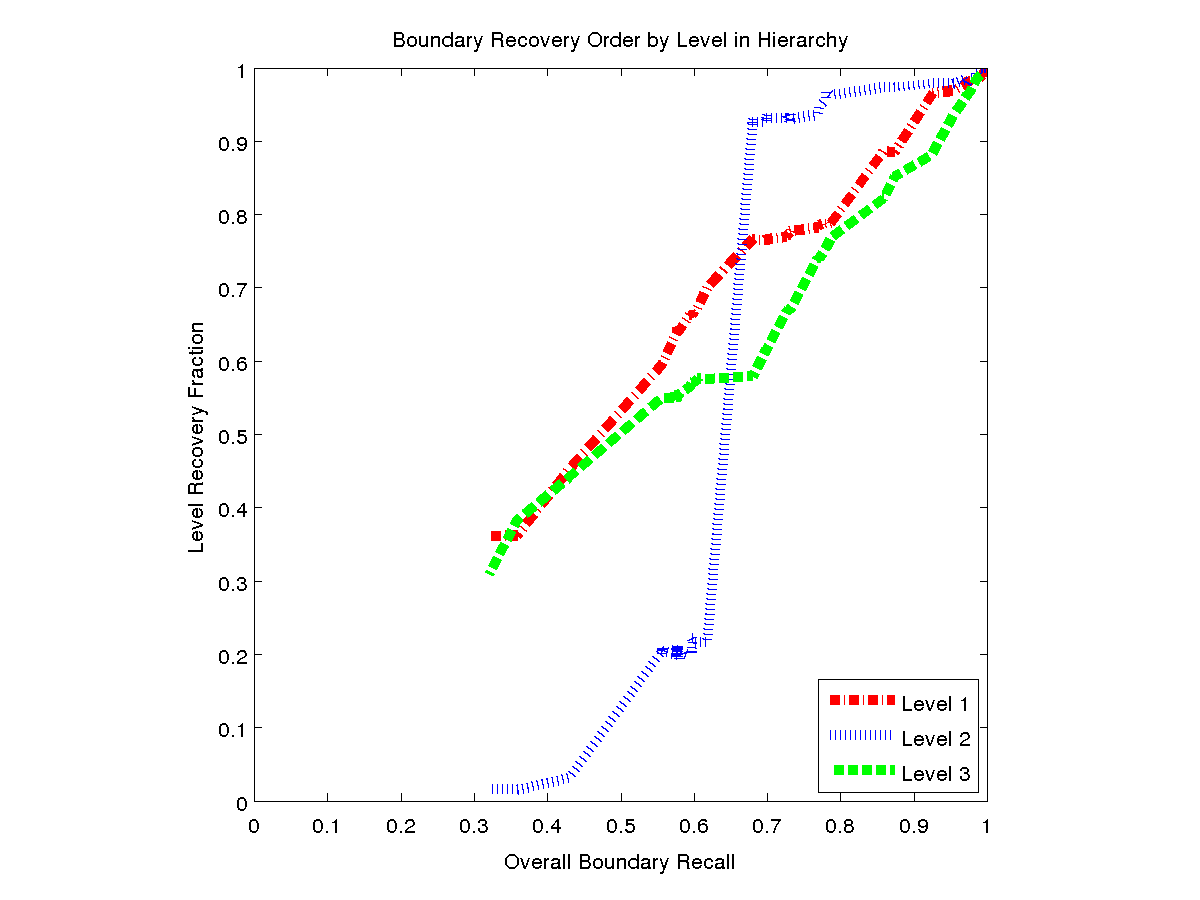 Boundary Recovery Order by Level in Hierarchy
1
0.9
0.8
0.7
0.6
0.5
0.4
0.3
0.2
0.1
0
Level Recovery Fraction
Level 1
Level 2
Level 3
0 0.1 0.2 0.3 0.4 0.5 0.6 0.7 0.8 0.9 1
Overall Boundary Recall